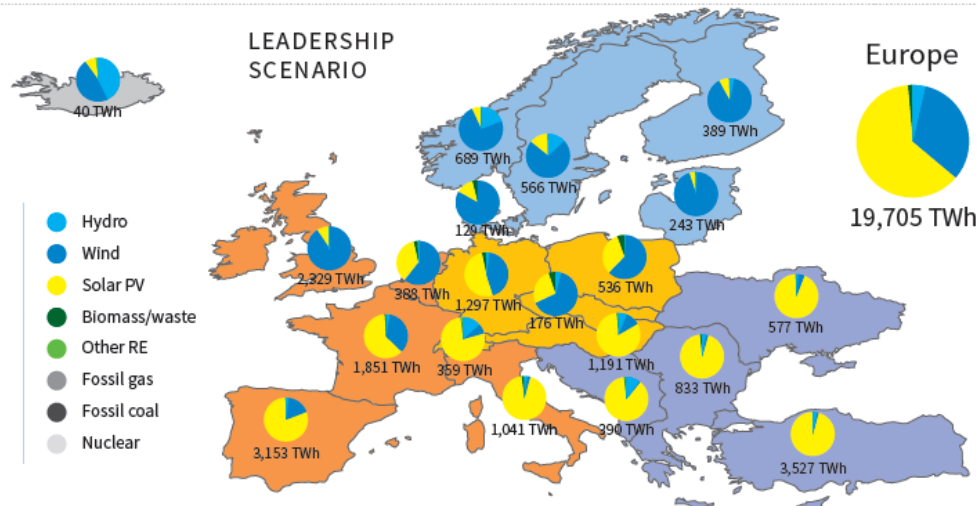 LEADERSHIP
SCENARIO
Europe
19,705 TWh
40 TWh
689 TWh
566 TWh
389 TWh
129 TWh
243 TWh
Hydro
Wind
Solar PV
Biomass/waste
Other RE
Fossil gas
Fossil coal
Nuclear
2,329 TWh
388 TWh
1,297 TWh
536 TWh
176 TWh
577 TWh
1,851 TWh
359 TWh
1,191 TWh
833 TWh
3,153 TWh
1,041 TWh
390 TWh
3,527 TWh